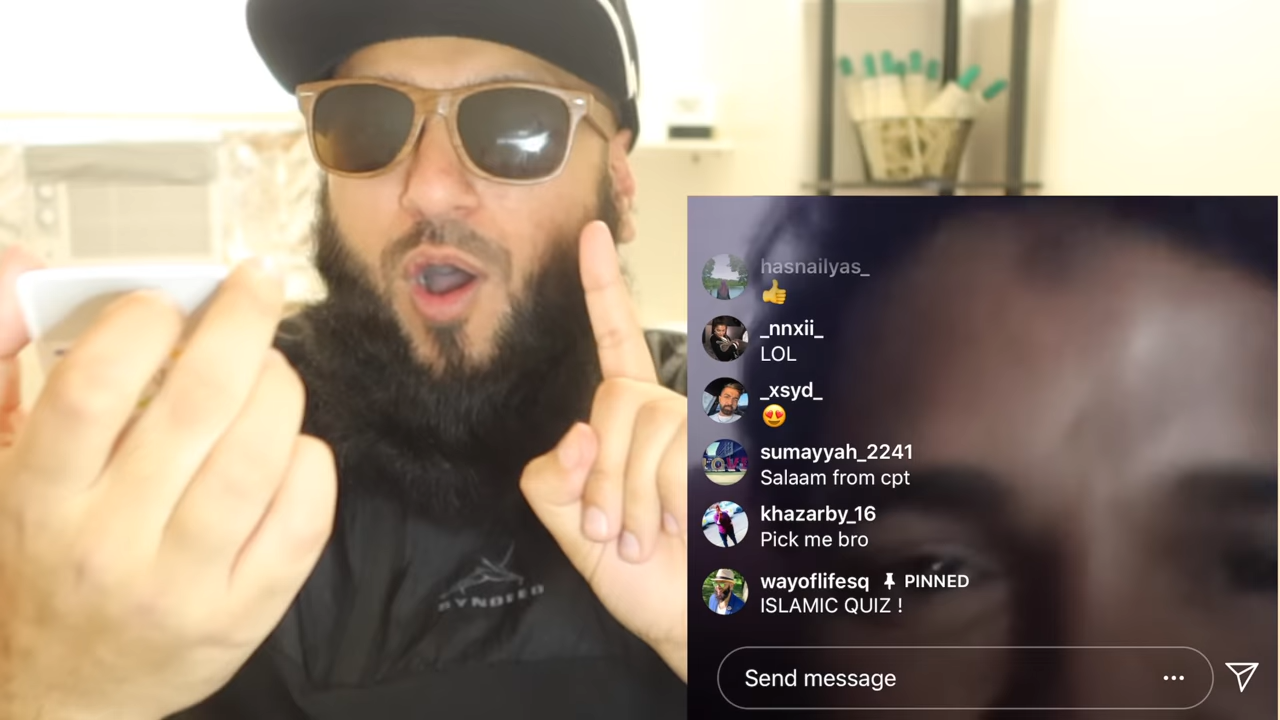 hasnailyas_
👍
_nnxii_
LOL
_xsyd_
😍
sumayyah_2241
Salaam from cpt
khazarby_16
Pick me bro
wayoflifesq PINNED
ISLAMIC QUIZ !
Send message